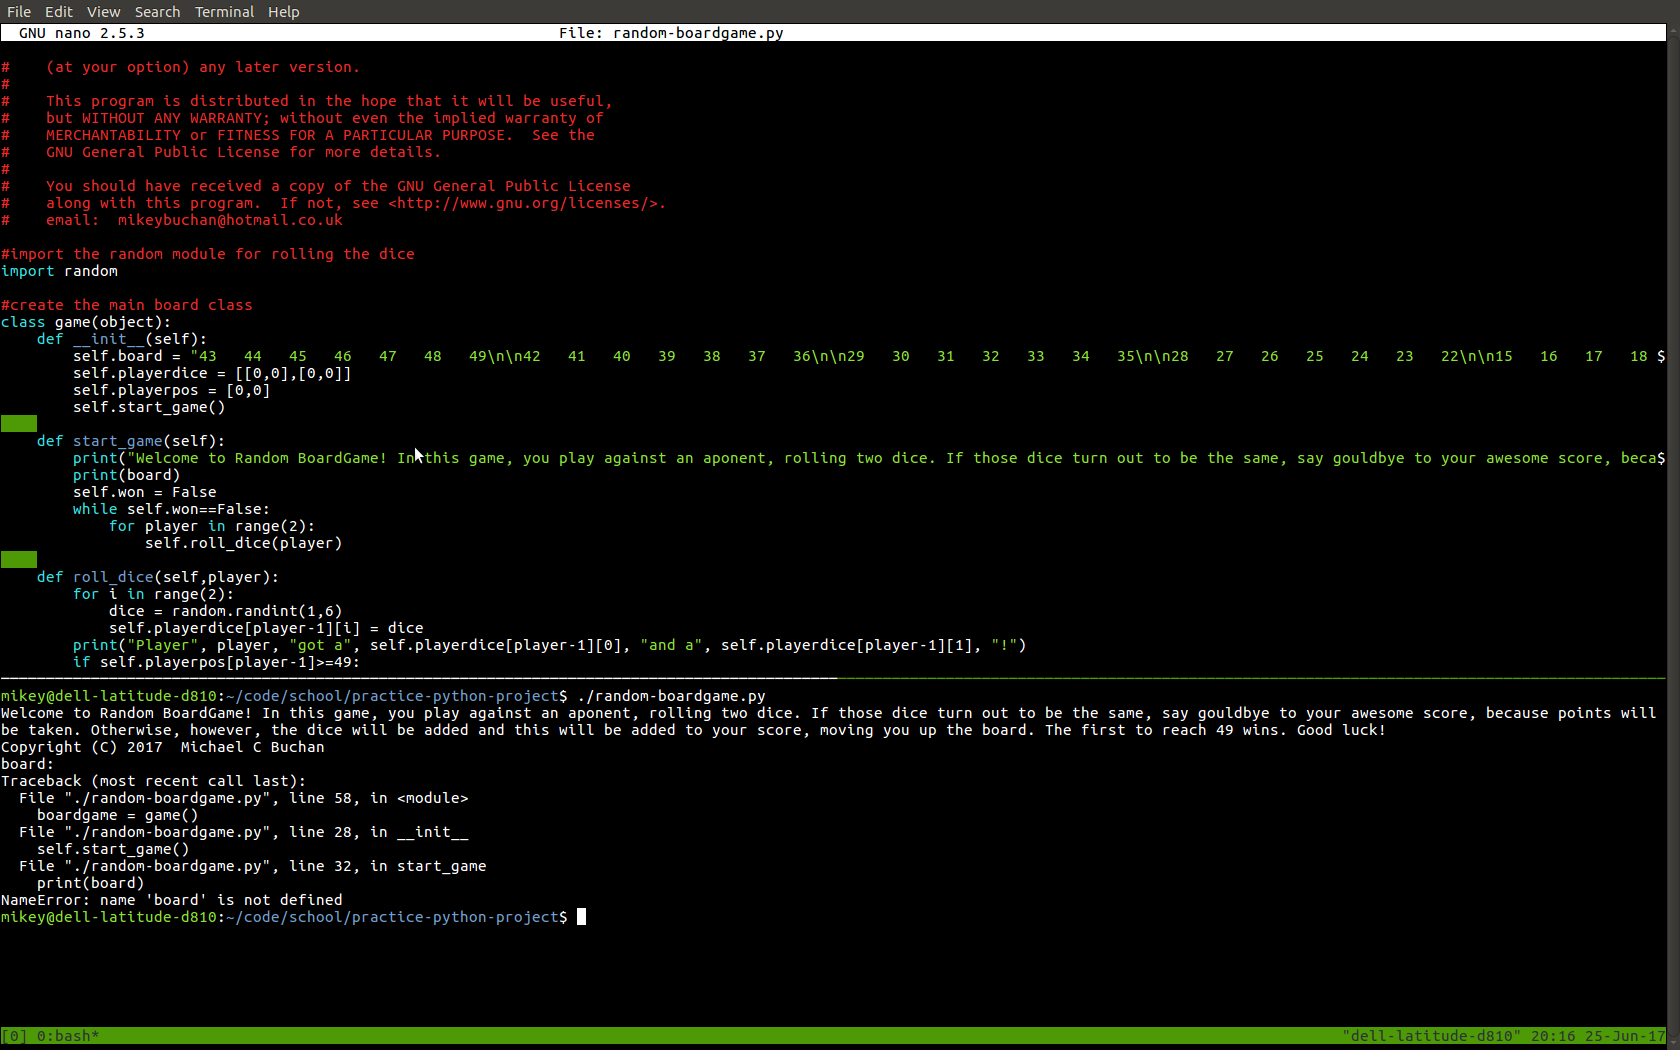 File  Edit  View  Search  Terminal  Help
GNU nano 2.5.3    File: random-boardgame.py
#    (at your option) any later version.
#
#    This program is distributed in the hope that it will be useful,
#    but WITHOUT ANY WARRANTY; without even the implied warranty of
#    MERCHANTABILITY or FITNESS FOR A PARTICULAR PURPOSE.  See the
#    GNU General Public License for more details.
#
#    You should have received a copy of the GNU General Public License
#    along with this program.  If not, see <http://www.gnu.org/licenses/>.
#    email:  mikeybuchan@hotmail.co.uk
#import the random module for rolling the dice
import random
#create the main board class
class game(object):
    def __init__(self):
        self.board = "43   44   45   46   47   48   49\n\n42   41   40   39   38   37   36\n\n29   30   31   32   33   34   35\n\n28   27   26   25   24   23   22\n\n15   16   17   18 $
        self.playerdice = [[0,0],[0,0]]
        self.playerpos = [0,0]
        self.start_game()
    def start_game(self):
        print("Welcome to Random BoardGame! In this game, you play against an aponent, rolling two dice. If those dice turn out to be the same, say gouldbye to your awesome score, beca$
        print(board)
        self.won = False
        while self.won==False:
            for player in range(2):
                self.roll_dice(player)
    def roll_dice(self,player):
        for i in range(2):
            dice = random.randint(1,6)
            self.playerdice[player-1][i] = dice
        print("Player", player, "got a", self.playerdice[player-1][0], "and a", self.playerdice[player-1][1], "!")
        if self.playerpos[player-1]>=49:
mikey@dell-latitude-d810:~/code/school/practice-python-project$ ./random-boardgame.py
Welcome to Random BoardGame! In this game, you play against an aponent, rolling two dice. If those dice turn out to be the same, say gouldbye to your awesome score, because points will
be taken. Otherwise, however, the dice will be added and this will be added to your score, moving you up the board. The first to reach 49 wins. Good luck!
Copyright (C) 2017  Michael C Buchan
board:
Traceback (most recent call last):
  File "./random-boardgame.py", line 58, in <module>
    boardgame = game()
  File "./random-boardgame.py", line 28, in __init__
    self.start_game()
  File "./random-boardgame.py", line 32, in start_game
    print(board)
NameError: name 'board' is not defined
mikey@dell-latitude-d810:~/code/school/practice-python-project$
[0] 0:bash*    "dell-latitude-d810" 20:16 25-Jun-17